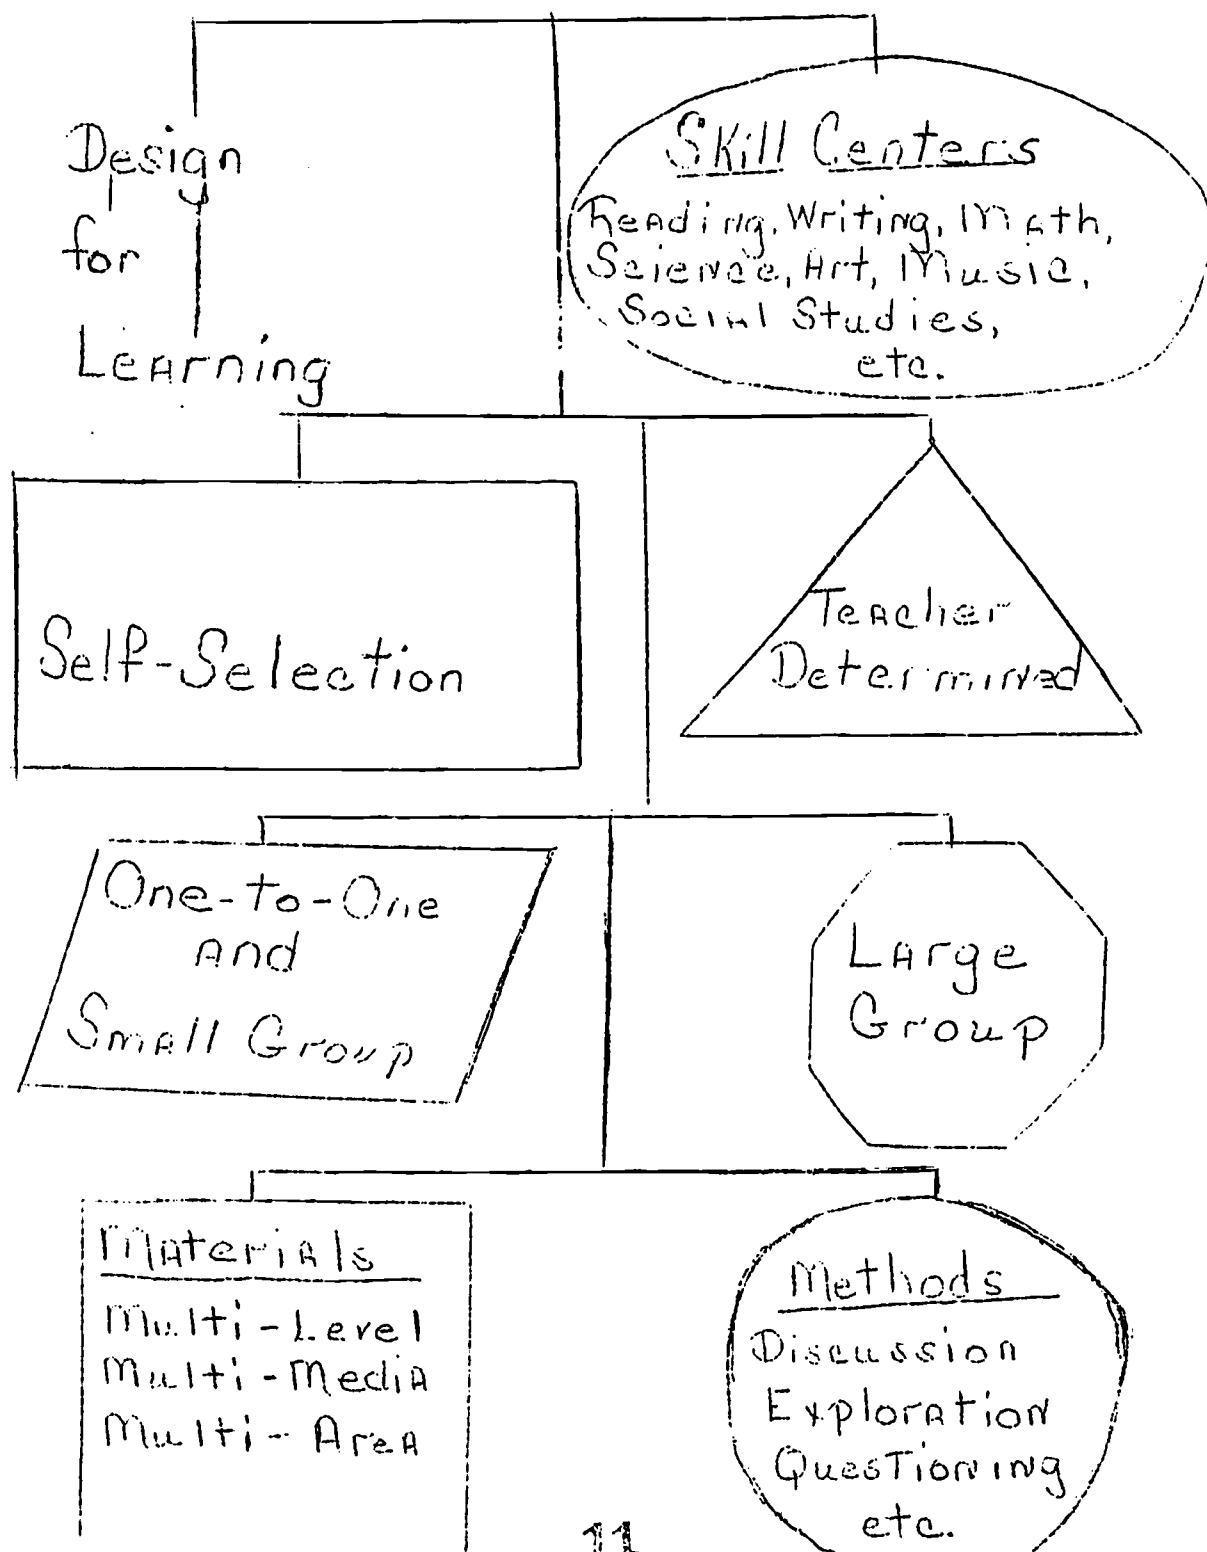 Design
for
Learning
Skill Centers
Reading, Writing, Math,
Science, Art, Music,
Social Studies,
etc.
Self-Selection
Teacher
Determined
One-to-One
And
Small Group
Large
Group
Materials
Multi-Level
Multi-Media
Multi-Area
Methods
Discussion
Exploration
Questioning
etc.
11